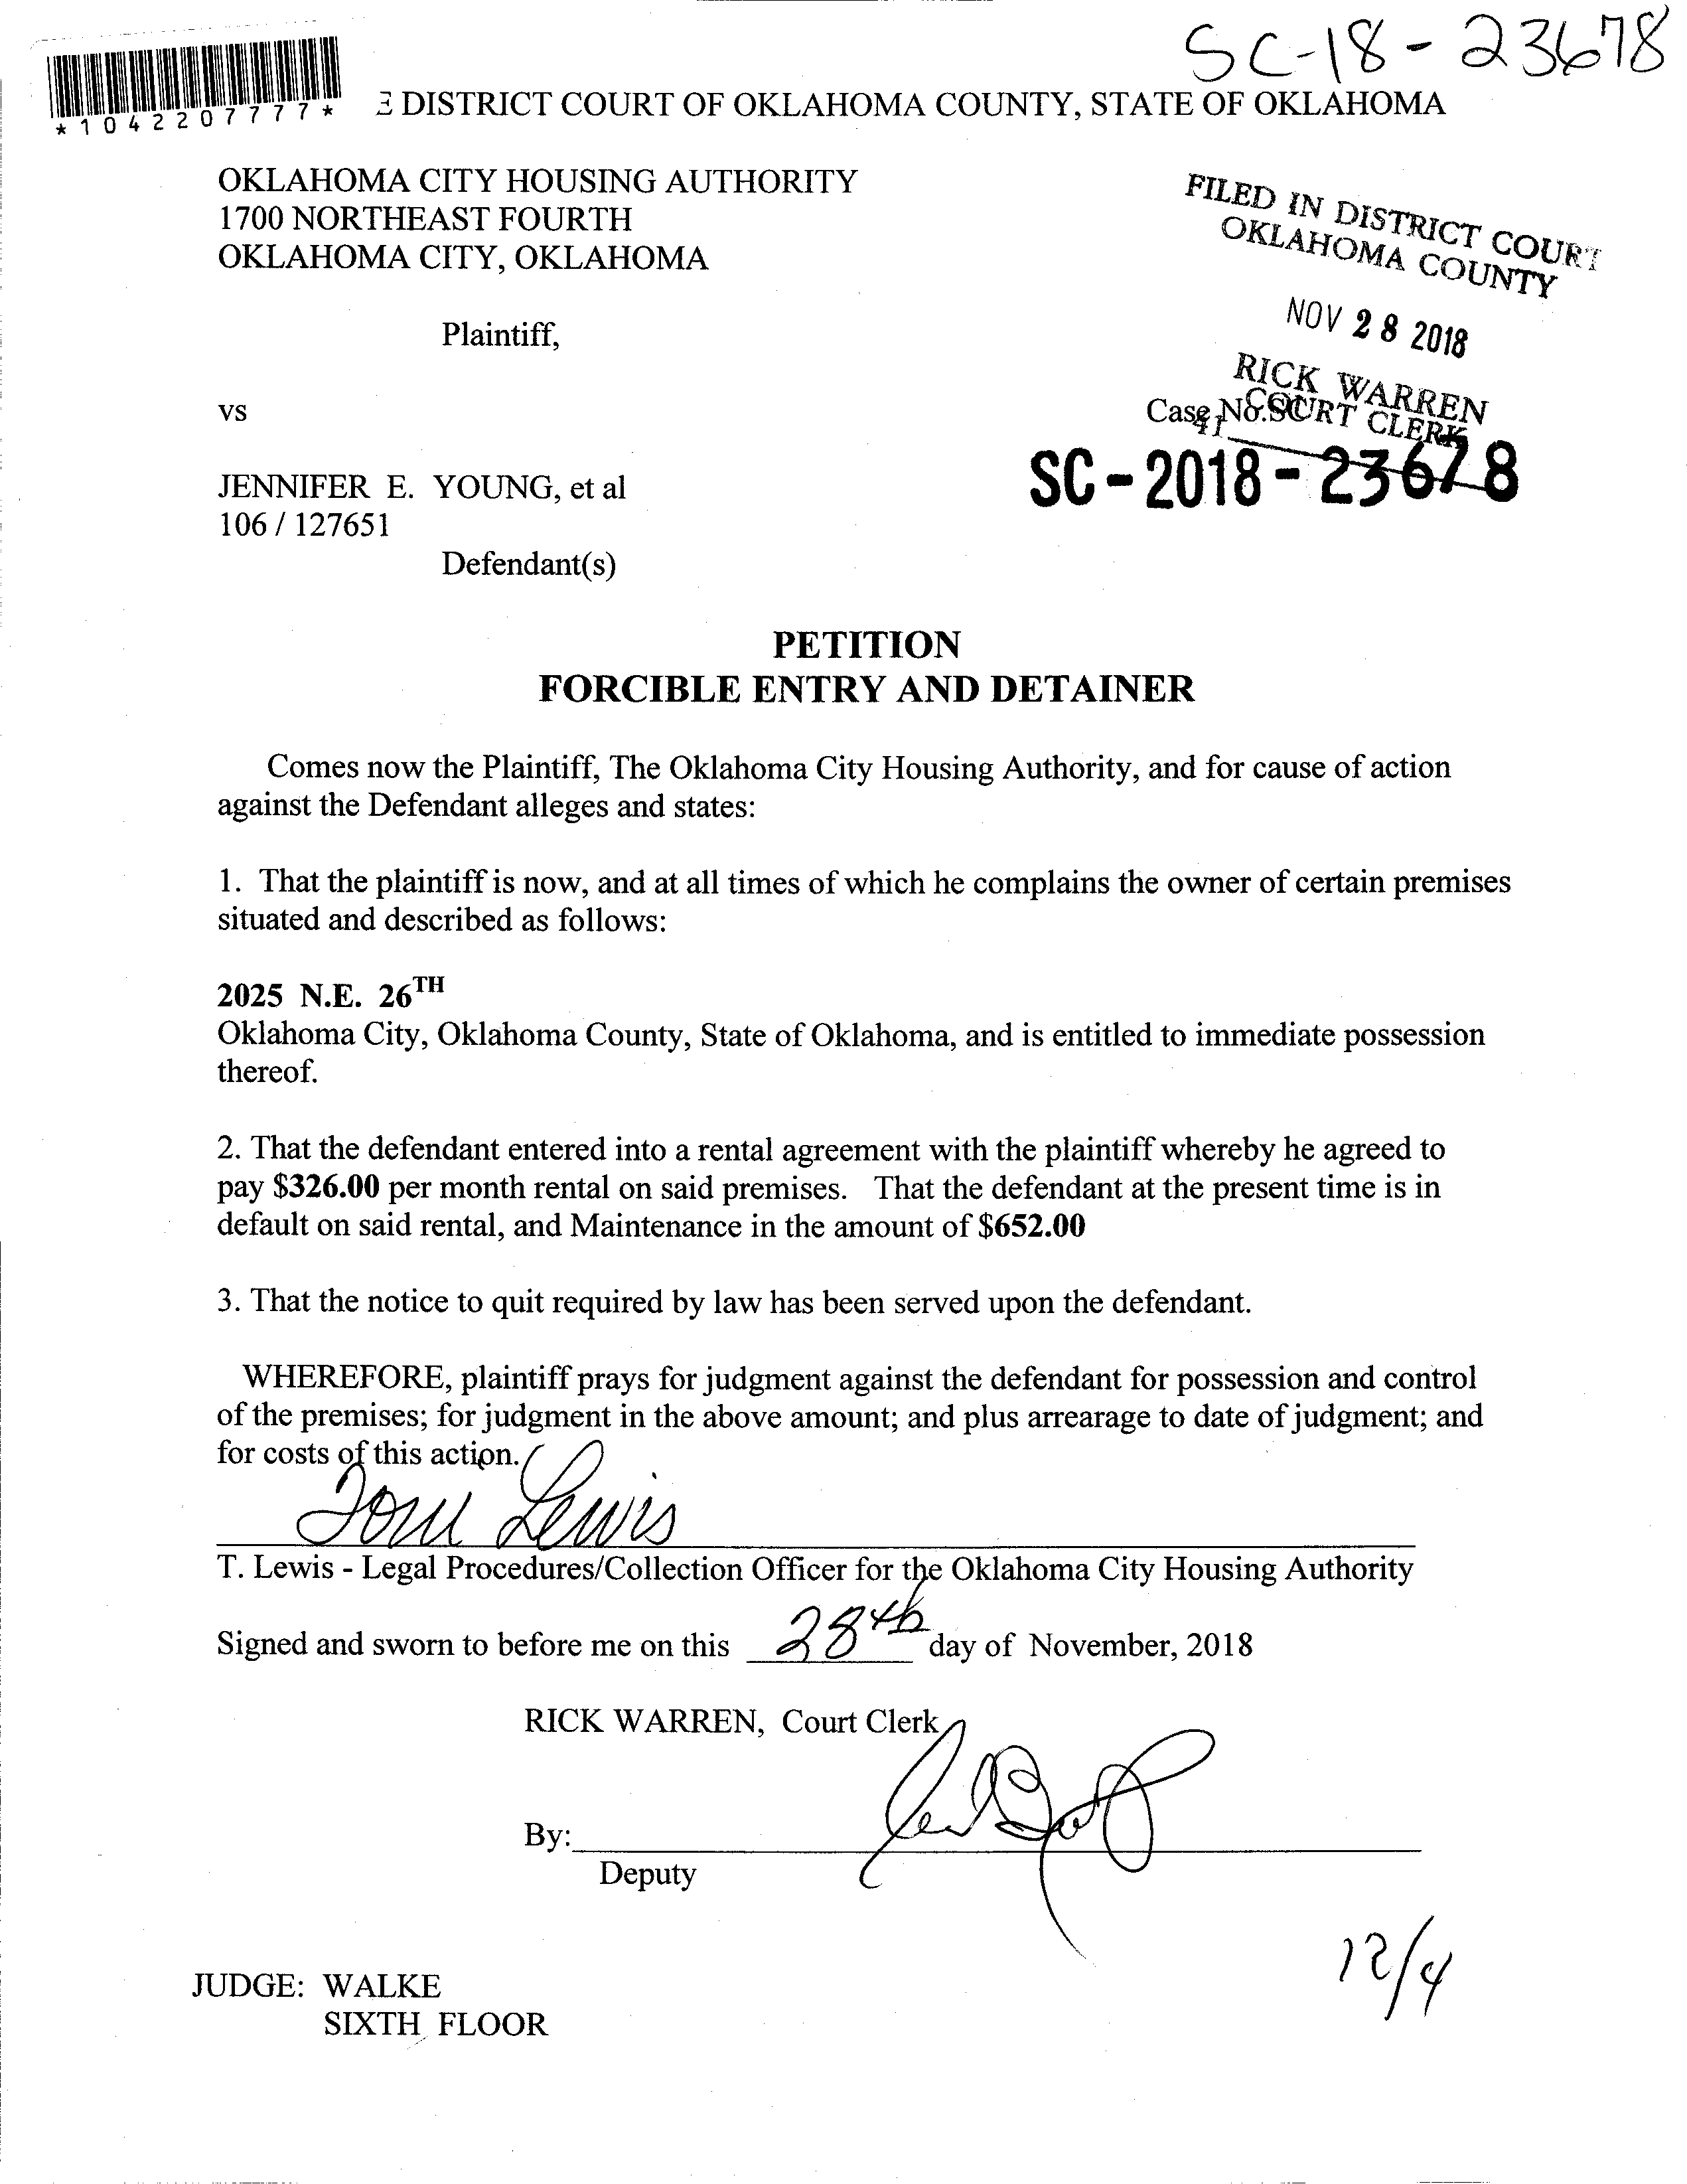 SC-18-23678
*1042207777*
DISTRICT COURT OF OKLAHOMA COUNTY, STATE OF OKLAHOMA
OKLAHOMA CITY HOUSING AUTHORITY
1700 NORTHEAST FOURTH
OKLAHOMA CITY, OKLAHOMA
FILED IN DISTRICT COURT
OKLAHOMA COUNTY
NOV 28 2018
RICK WARREN
COURT CLERK
41
Plaintiff,
vs
Case No. SC
SC-2018-23678
JENNIFER E. YOUNG, et al
106 / 127651
Defendant(s)
PETITION
FORCIBLE ENTRY AND DETAINER
Comes now the Plaintiff, The Oklahoma City Housing Authority, and for cause of action
against the Defendant alleges and states:
1. That the plaintiff is now, and at all times of which he complains the owner of certain premises
situated and described as follows:
2025 N.E. 26TH
Oklahoma City, Oklahoma County, State of Oklahoma, and is entitled to immediate possession
thereof.
2. That the defendant entered into a rental agreement with the plaintiff whereby he agreed to
pay $326.00 per month rental on said premises. That the defendant at the present time is in
default on said rental, and Maintenance in the amount of $652.00
3. That the notice to quit required by law has been served upon the defendant.
WHEREFORE, plaintiff prays for judgment against the defendant for possession and control
of the premises; for judgment in the above amount; and plus arrearage to date of judgment; and
for costs of this action.
Lewis
T. Lewis - Legal Procedures/Collection Officer for the Oklahoma City Housing Authority
Signed and sworn to before me on this 28th day of November, 2018
RICK WARREN, Court Clerk
By:
Deputy
12/4
JUDGE: WALKE
SIXTH FLOOR